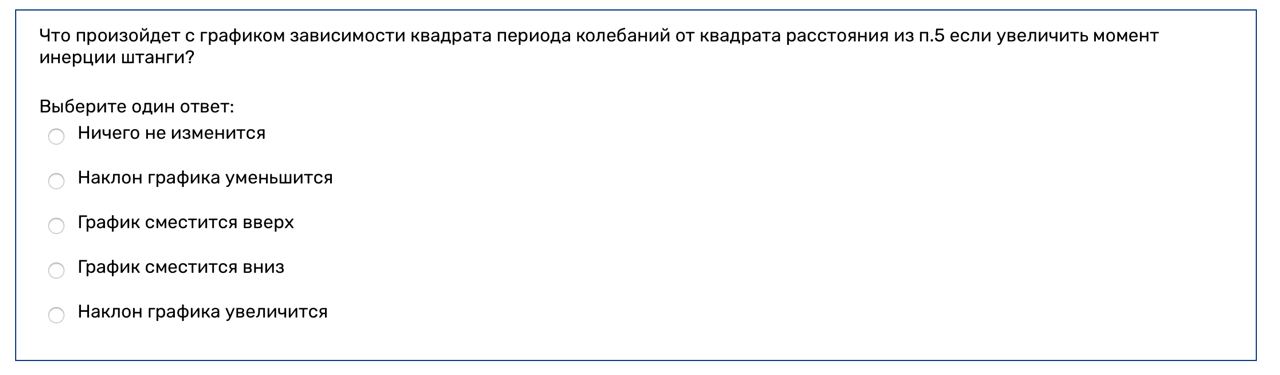 Что произойдет с графиком зависимости квадрата периода колебаний от квадрата расстояния из п.5 если увеличить момент
инерции штанги?
Выберите один ответ:
Ничего не изменится
Наклон графика уменьшится
График сместится вверх
График сместится вниз
Наклон графика увеличится